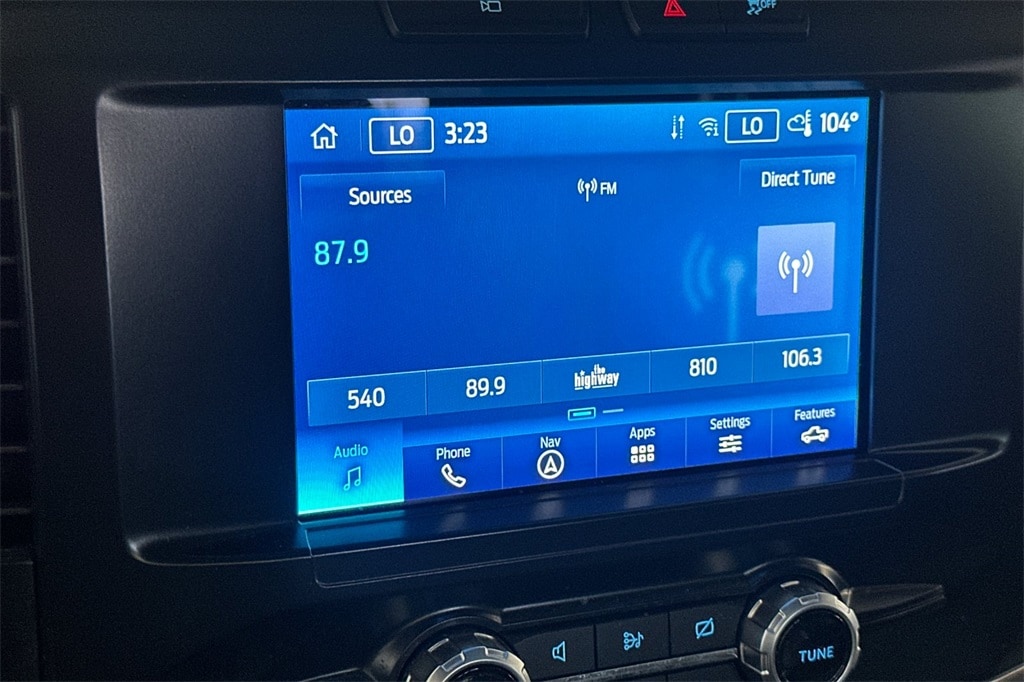 OFF
LO 3:23 LO 104°
Sources FM Direct Tune
87.9
540 89.9 the highway 810 106.3
Audio Phone Nav Apps Settings Features
TUNE